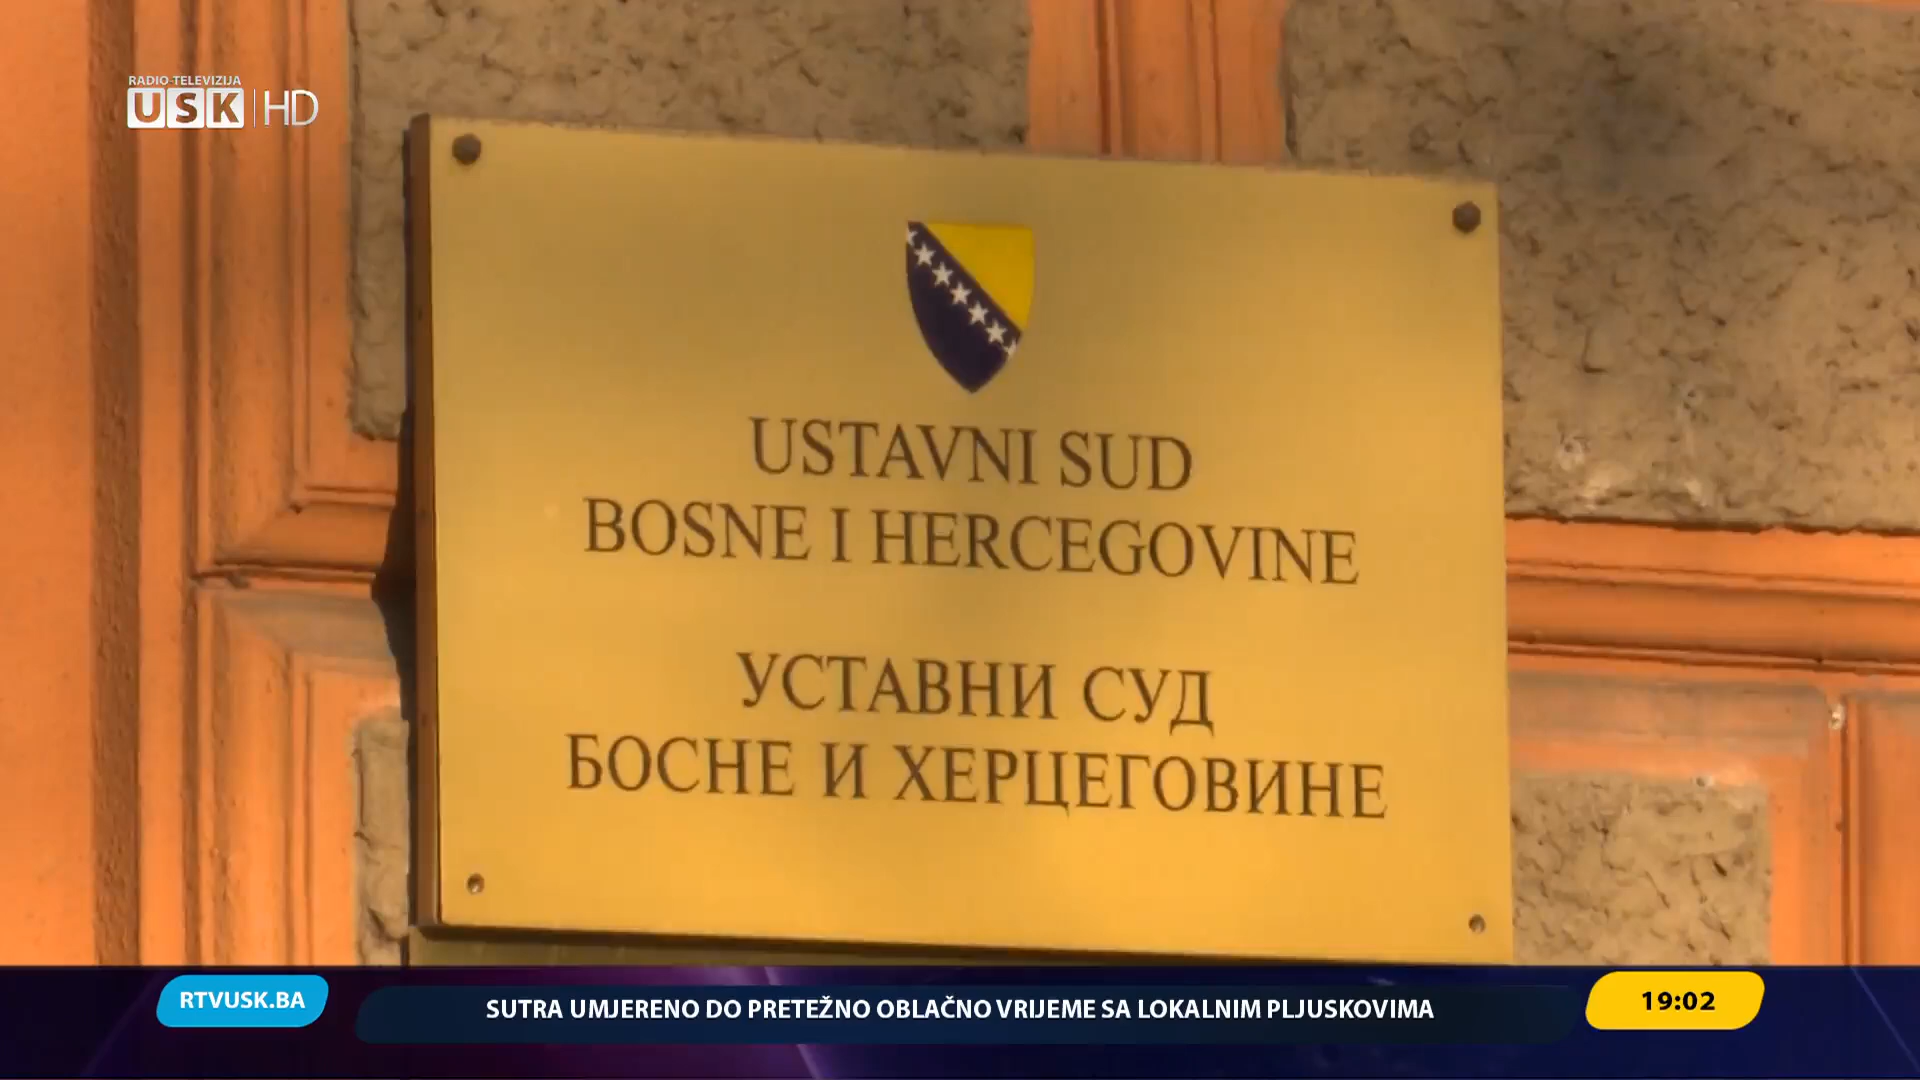 RADIO-TELEVIZIJA
USK HD
USTAVNI SUD
BOSNE I HERCEGOVINE
УСТАВНИ СУД
БОСНЕ И ХЕРЦЕГОВИНЕ
RTVUSK.BA
SUTRA UMJERENO DO PRETEŽNO OBLAČNO VRIJEME SA LOKALNIM PLJUSKOVIMA
19:02